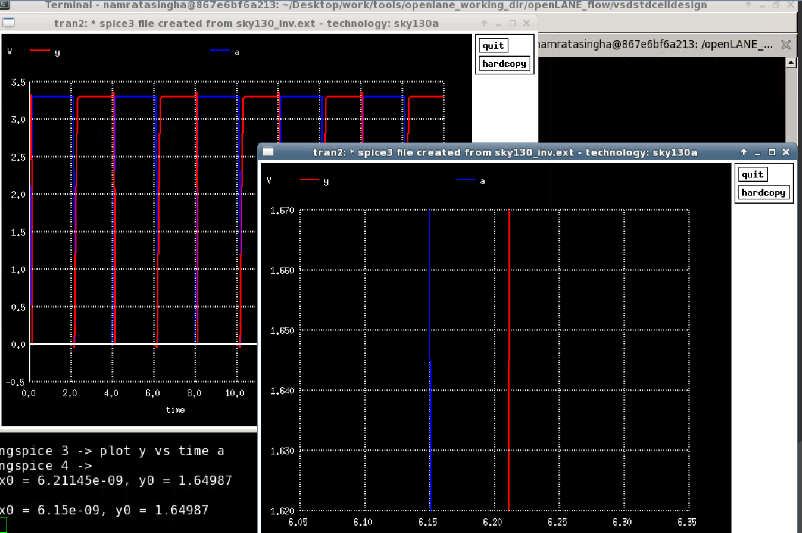 Terminal - namratasingha@867e6bf6a213: ~/Desktop/work/tools/openlane_working_dir/openLANE_flow/vsdstdcelldesign
tran2: * spice3 file created from sky130_inv.ext - technology: sky130a
namratasingha@867e6bf6a213: /openLANE_...
V y a
quit
hardcopy
3.5
3.0
2.5
2.0
1.5
1.0
0.5
0.0
-0.5
0.0 2.0 4.0 6.0 8.0 10.0
time
tran2: * spice3 file created from sky130_inv.ext - technology: sky130a
V y a
quit
hardcopy
1.670
1.660
1.650
1.640
1.630
1.620
6.05 6.10 6.15 6.20 6.25 6.30 6.35
ngspice 3 -> plot y vs time a
ngspice 4 ->
x0 = 6.21145e-09, y0 = 1.64987
x0 = 6.15e-09, y0 = 1.64987